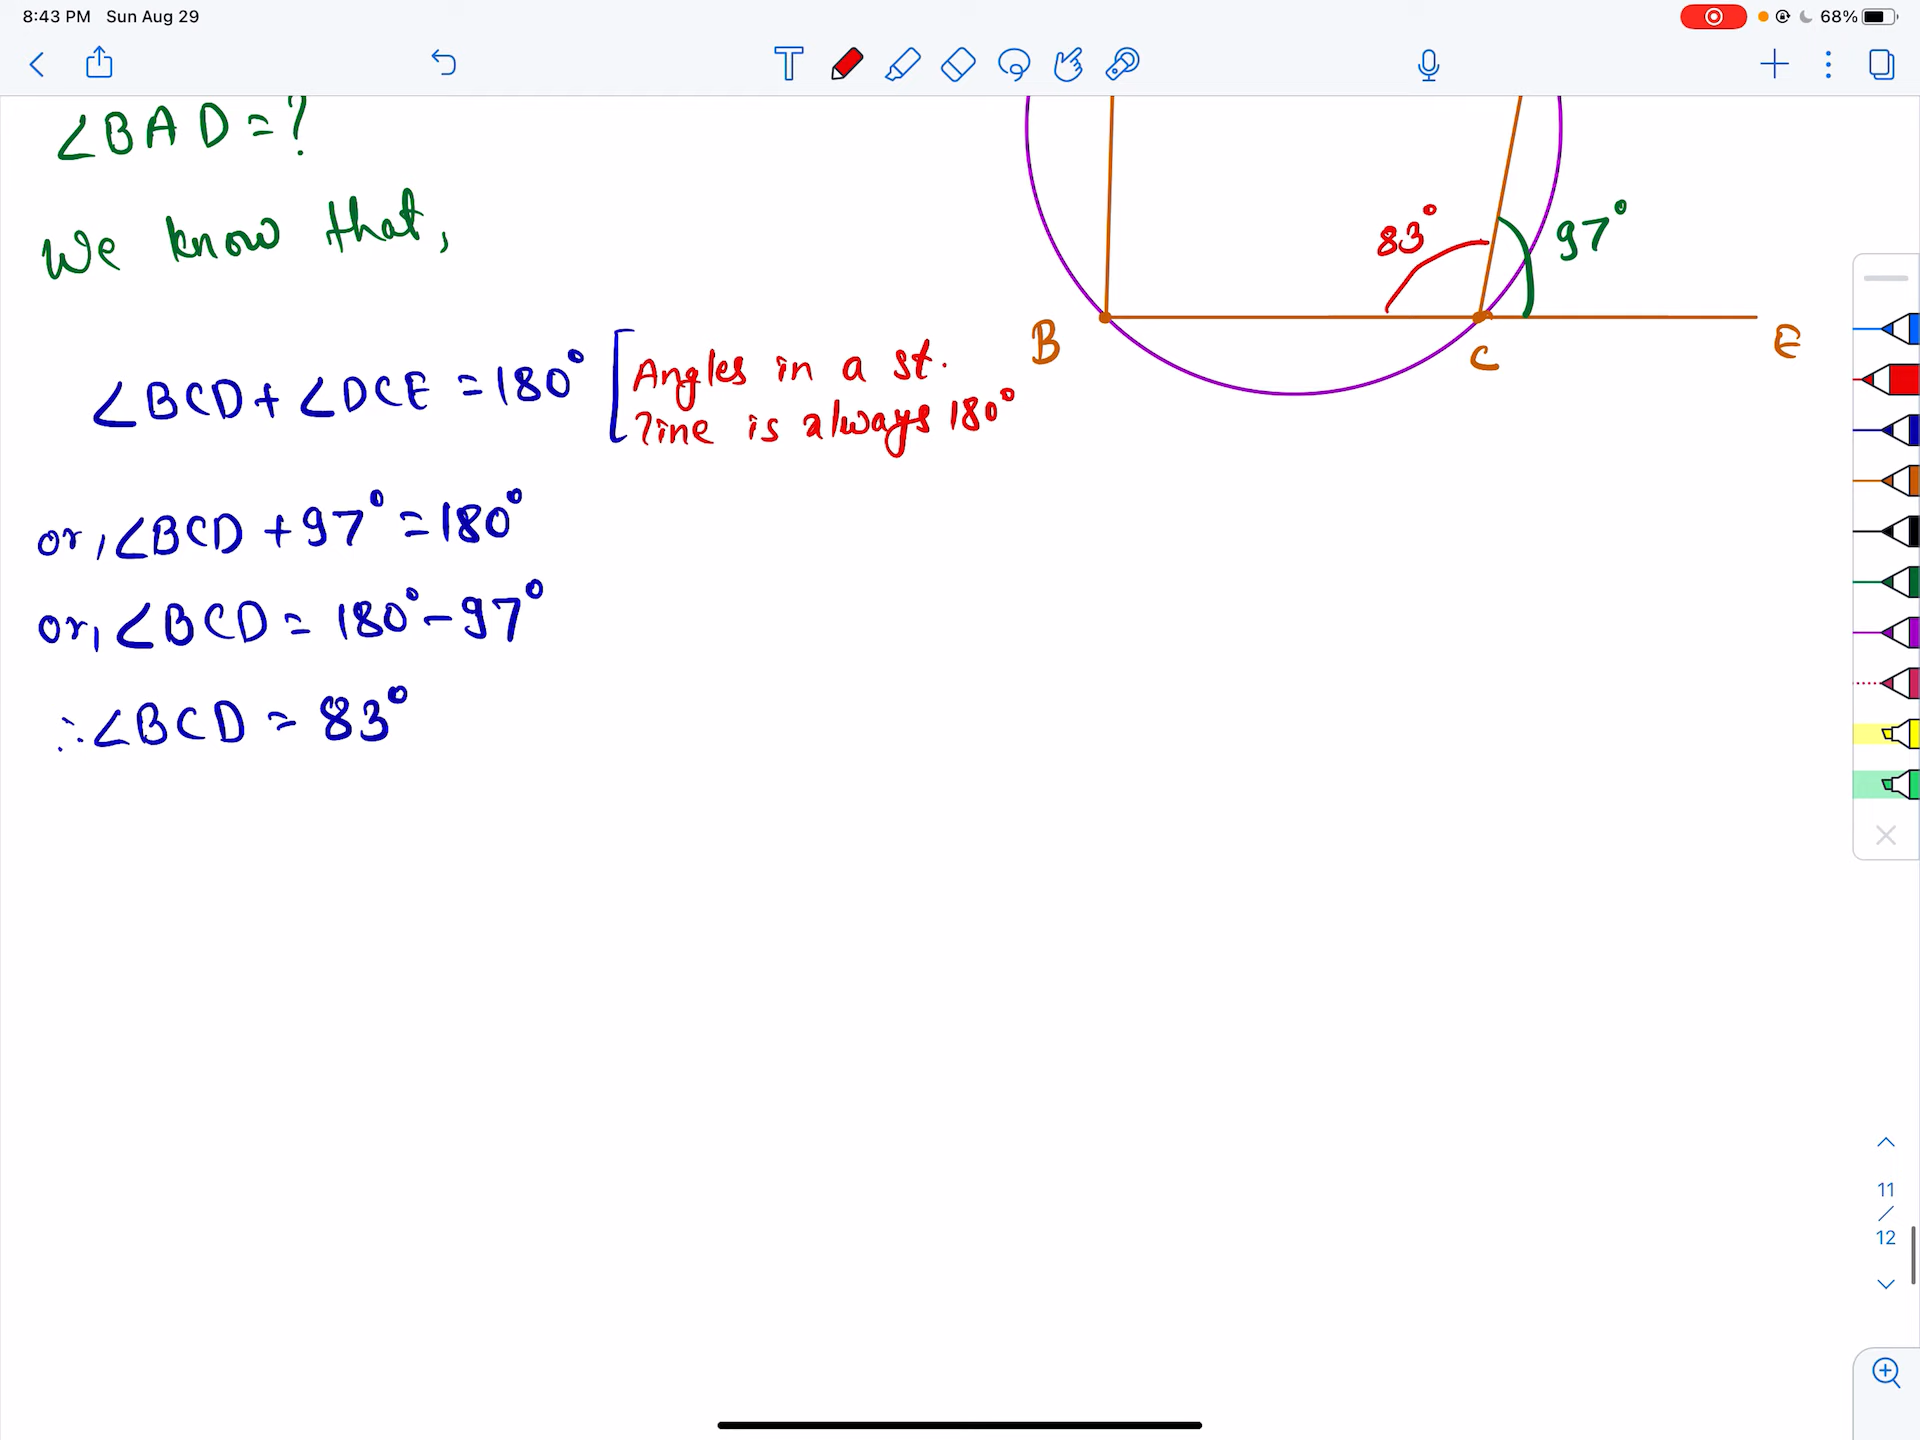 8:43 PM Sun Aug 29
68%
∠BAD = ?
We know that,
∠BCD + ∠DCE = 180° [Angles in a st.
line is always 180°
or, ∠BCD + 97° = 180°
or, ∠BCD = 180° - 97°
∴ ∠BCD = 83°
83°
97°
B
C
E
11
/
12